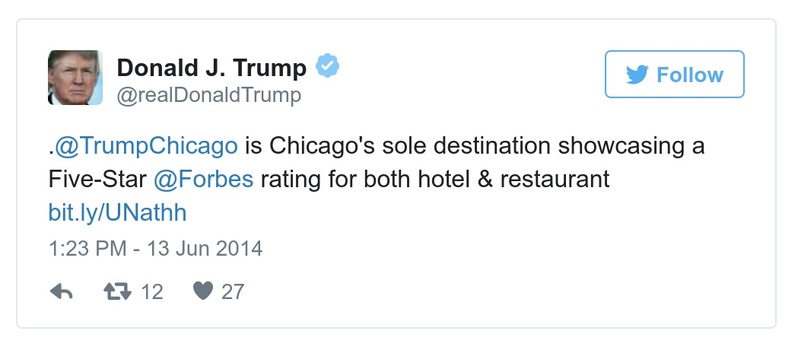 Donald J. Trump
@realDonaldTrump
Follow
.@TrumpChicago is Chicago's sole destination showcasing a
Five-Star @Forbes rating for both hotel & restaurant
bit.ly/UNathh
1:23 PM - 13 Jun 2014
12 27